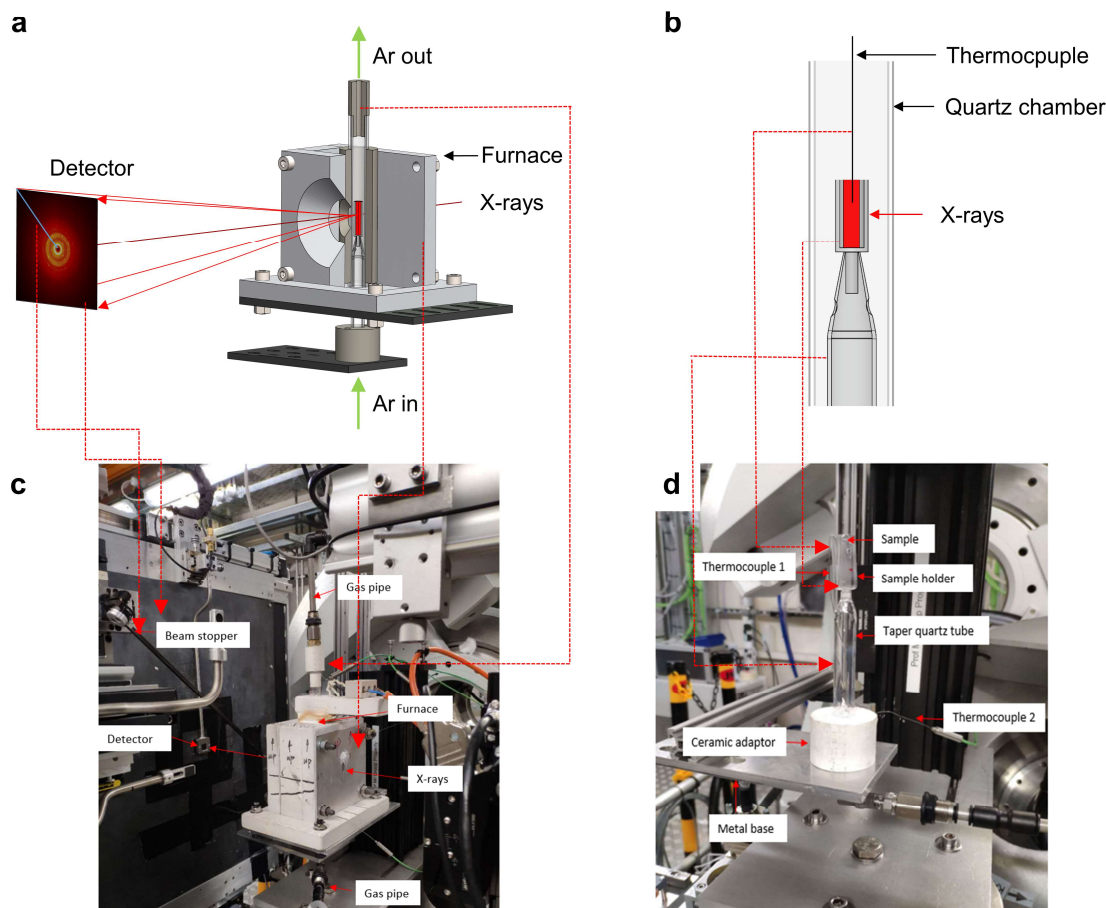 a
Ar out
Detector
Furnace
X-rays
Ar in
b
Thermocpuple
Quartz chamber
X-rays
c
Gas pipe
Beam stopper
Furnace
Detector
X-rays
Gas pipe
d
Sample
Thermocouple 1
Sample holder
Taper quartz tube
Thermocouple 2
Ceramic adaptor
Metal base
Prof M